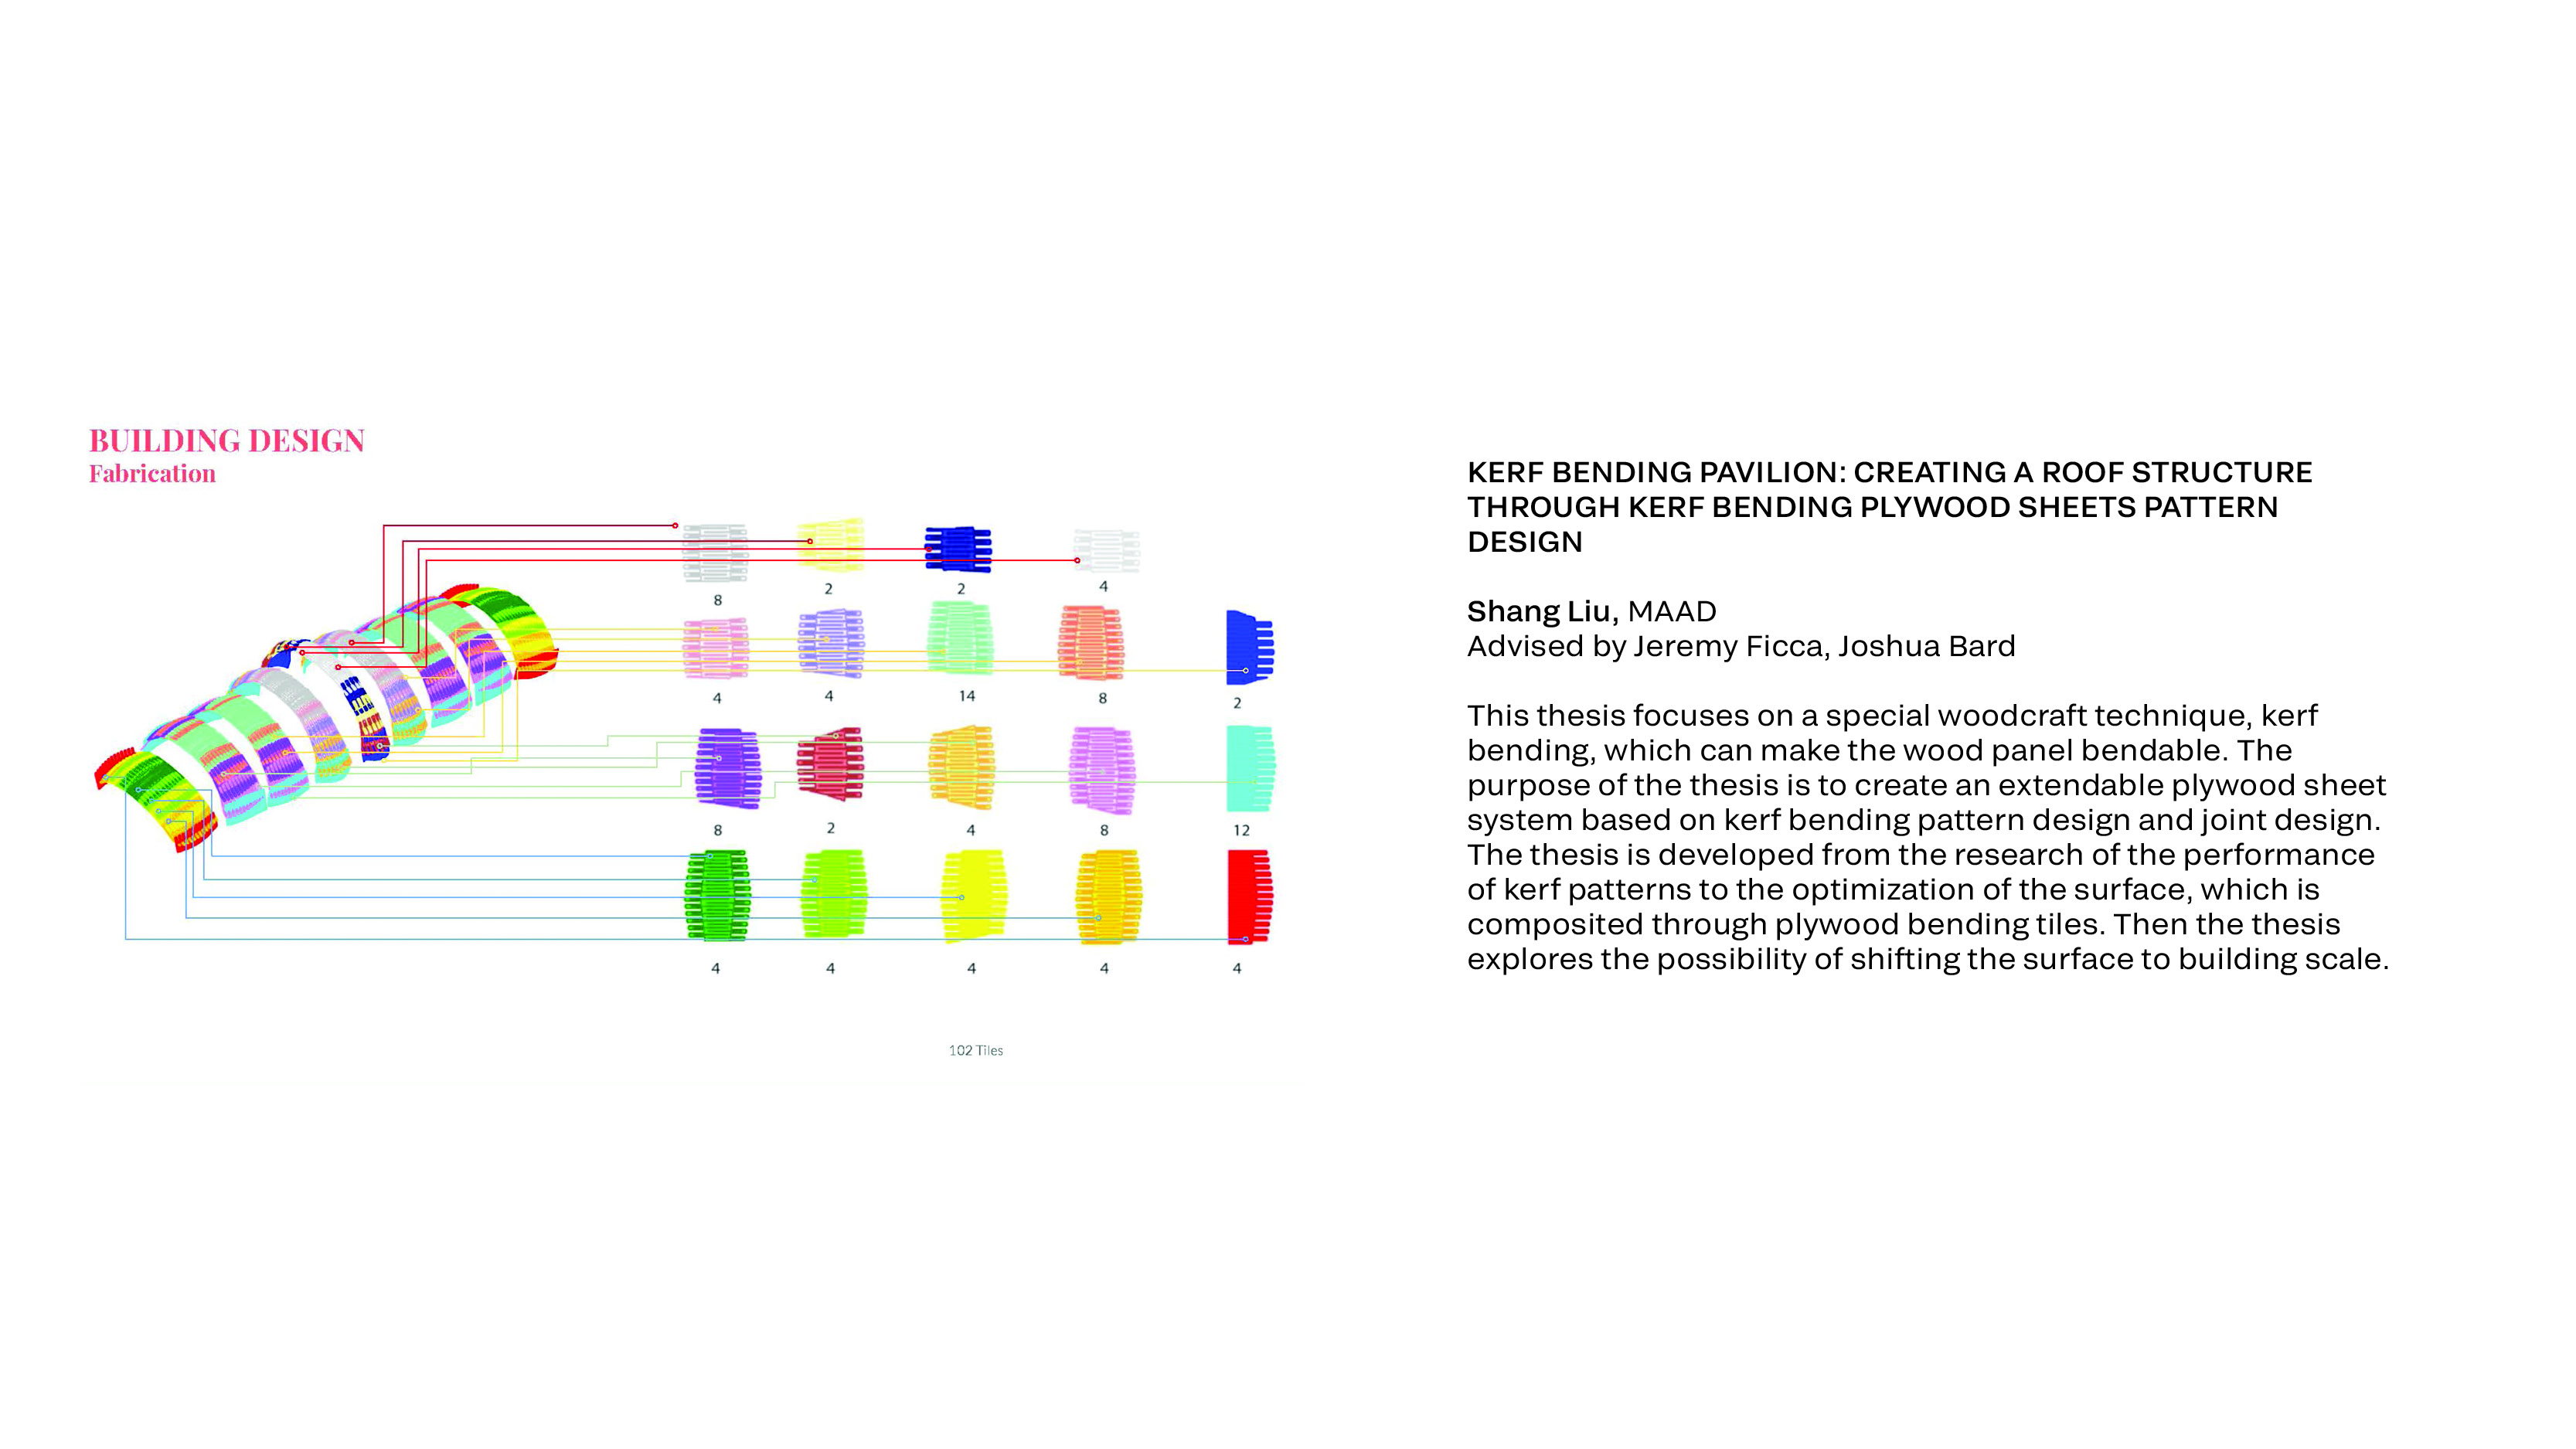 BUILDING DESIGN
Fabrication
8
2
2
4
4
4
14
8
2
8
2
4
8
12
4
4
4
4
4
102 Tiles
KERF BENDING PAVILION: CREATING A ROOF STRUCTURE
THROUGH KERF BENDING PLYWOOD SHEETS PATTERN
DESIGN
Shang Liu, MAAD
Advised by Jeremy Ficca, Joshua Bard
This thesis focuses on a special woodcraft technique, kerf
bending, which can make the wood panel bendable. The
purpose of the thesis is to create an extendable plywood sheet
system based on kerf bending pattern design and joint design.
The thesis is developed from the research of the performance
of kerf patterns to the optimization of the surface, which is
composited through plywood bending tiles. Then the thesis
explores the possibility of shifting the surface to building scale.